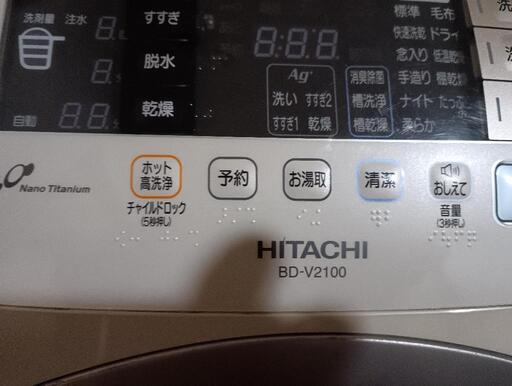 洗剤量 注水
すすぎ
脱水
乾燥
自動
標準 毛布
快速洗乾 ドライ
念入り 低温乾燥
手造り 棚乾燥
ナイト
柔らか
Ag+
洗い すすぎ2
すすぎ1 乾燥
消臭除菌
槽洗浄
槽乾燥
洗
Nano Titanium
ホット
高洗浄
チャイルドロック
(5秒押し)
予約
お湯取
清潔
おしえて
音量
(3秒押し)
HITACHI
BD-V2100